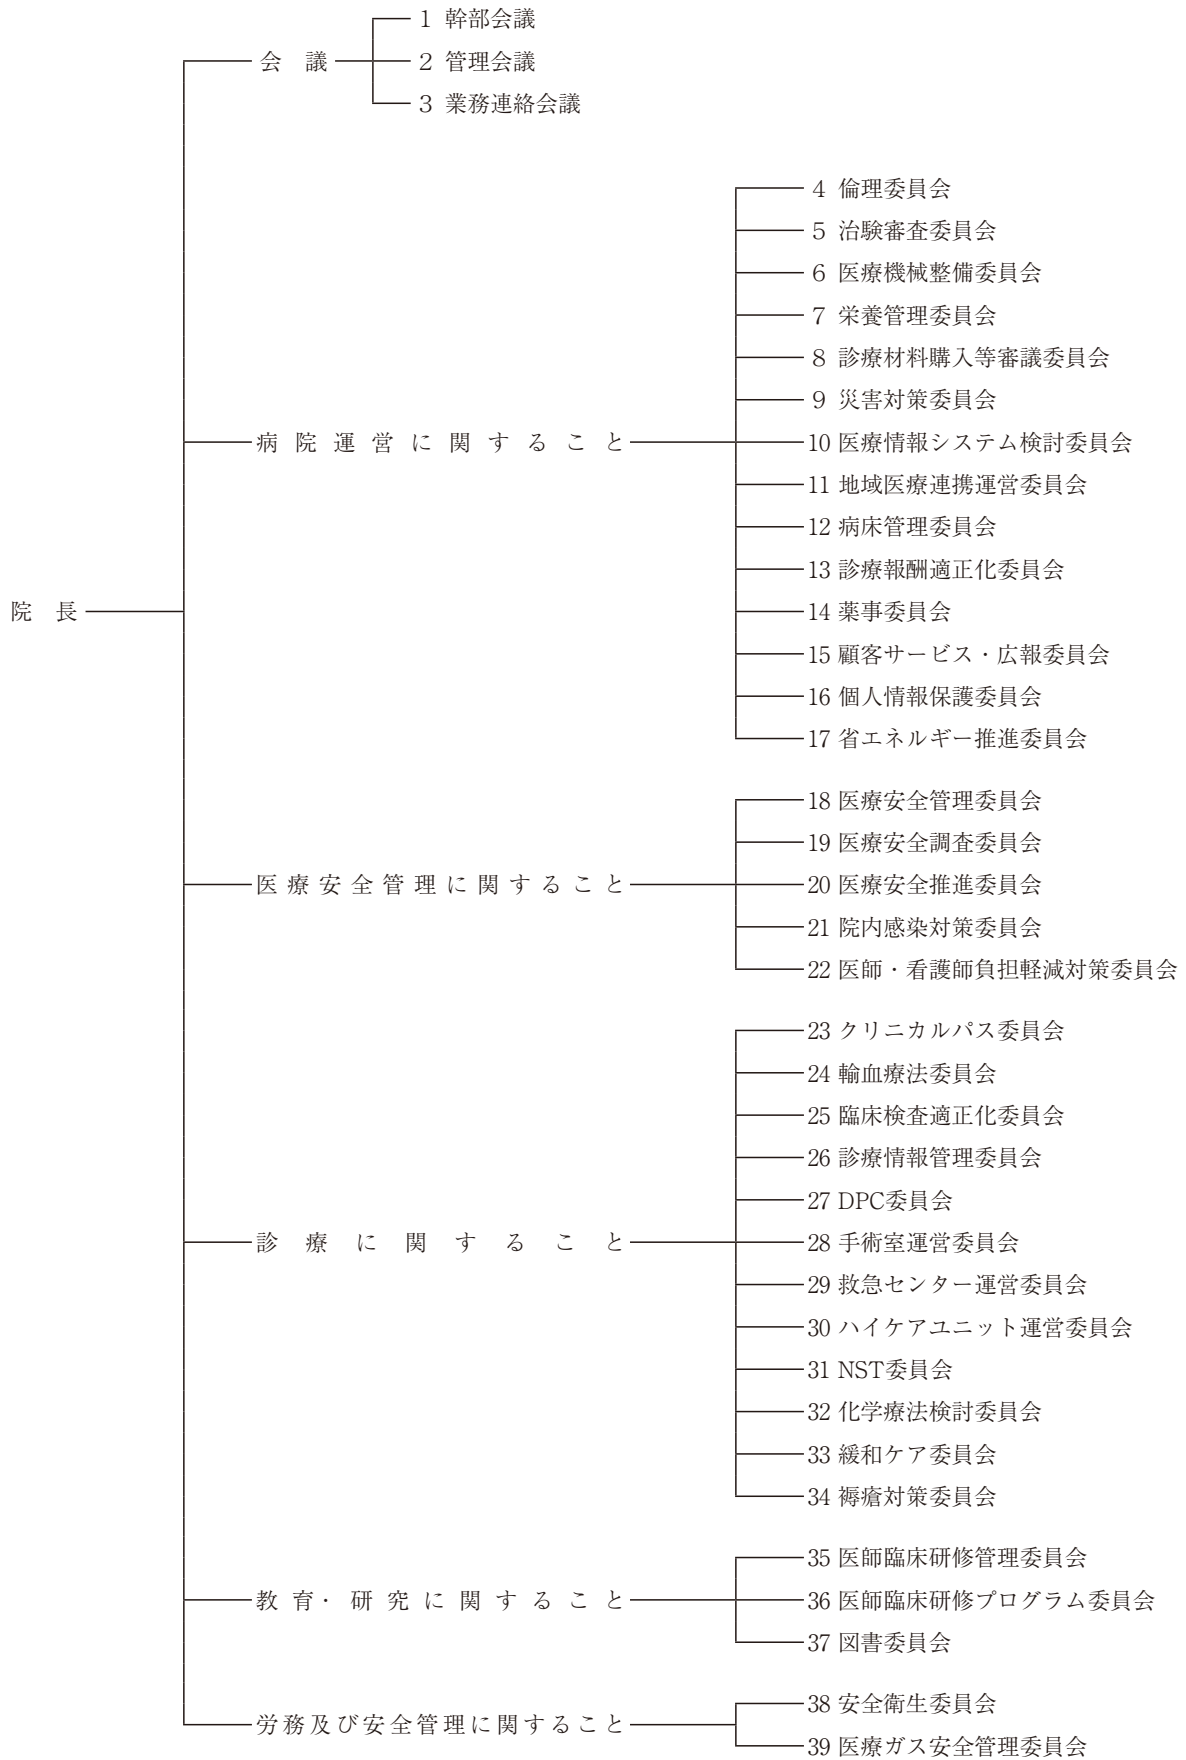 院長
会議
1 幹部会議
2 管理会議
3 業務連絡会議
病院運営に関すること
4 倫理委員会
5 治験審査委員会
6 医療機械整備委員会
7 栄養管理委員会
8 診療材料購入等審議委員会
9 災害対策委員会
10 医療情報システム検討委員会
11 地域医療連携運営委員会
12 病床管理委員会
13 診療報酬適正化委員会
14 薬事委員会
15 顧客サービス・広報委員会
16 個人情報保護委員会
17 省エネルギー推進委員会
医療安全管理に関すること
18 医療安全管理委員会
19 医療安全調査委員会
20 医療安全推進委員会
21 院内感染対策委員会
22 医師・看護師負担軽減対策委員会
診療に関すること
23 クリニカルパス委員会
24 輸血療法委員会
25 臨床検査適正化委員会
26 診療情報管理委員会
27 DPC委員会
28 手術室運営委員会
29 救急センター運営委員会
30 ハイケアユニット運営委員会
31 NST委員会
32 化学療法検討委員会
33 緩和ケア委員会
34 褥瘡対策委員会
教育・研究に関すること
35 医師臨床研修管理委員会
36 医師臨床研修プログラム委員会
37 図書委員会
労務及び安全管理に関すること
38 安全衛生委員会
39 医療ガス安全管理委員会